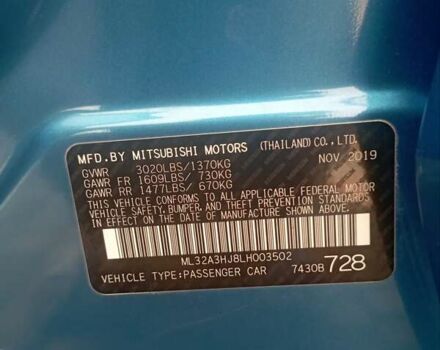 MFD.BY MITSUBISHI MOTORS (THAILAND) CO., LTD.
GVWR 3020LBS/1370KG NOV 2019
GAWR FR 1609LBS/ 730KG
GAWR RR 1477LBS/ 670KG
THIS VEHICLE CONFORMS TO ALL APPLICABLE FEDERAL MOTOR
VEHICLE SAFETY, BUMPER, AND THEFT PREVENTION STANDARDS
IN EFFECT ON THE DATE OF MANUFACTURE SHOWN ABOVE.
ML32A3HJ8LH003502
VEHICLE TYPE:PASSENGER CAR 7430B 728